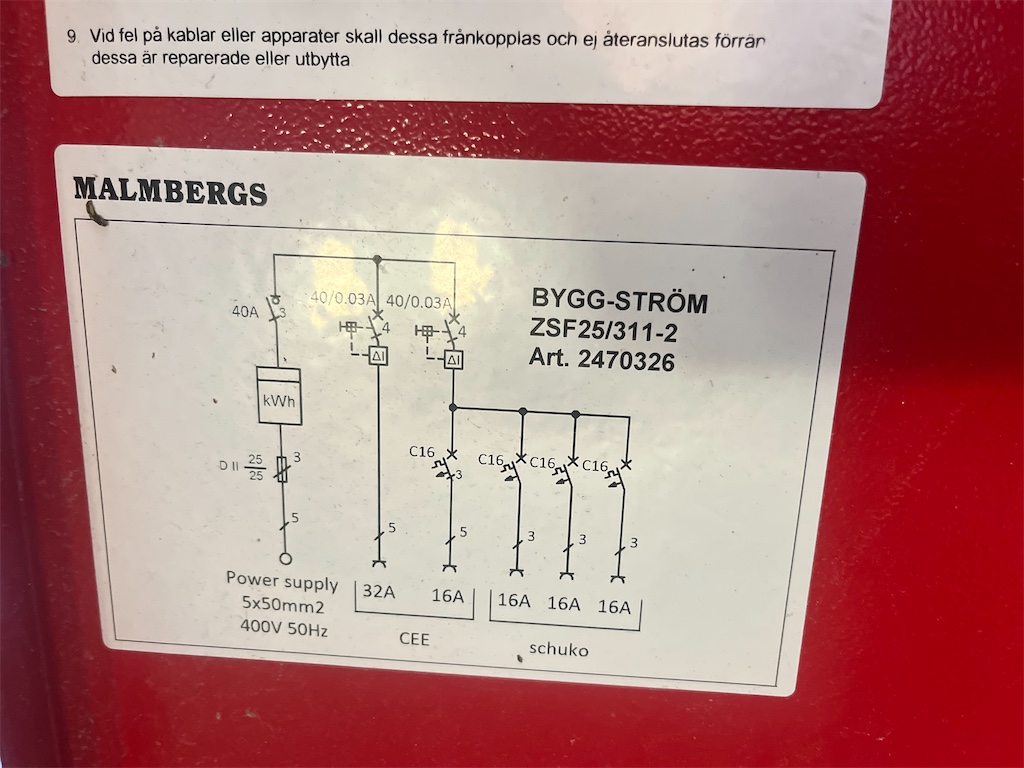 9. Vid fel på kablar eller apparater skall dessa frånkopplas och ej återanslutas förrän
dessa är reparerade eller utbytta
MALMBERGS
BYGG-STRÖM
ZSF25/311-2
Art. 2470326
40/0.03A 40/0.03A
40A 3
4 4
ΔI ΔI
kWh
C16 C16 C16 C16
3
D II 25/25 3
5 5 5 3 3 3
Power supply
5x50mm2
400V 50Hz
32A 16A 16A 16A 16A
CEE schuko